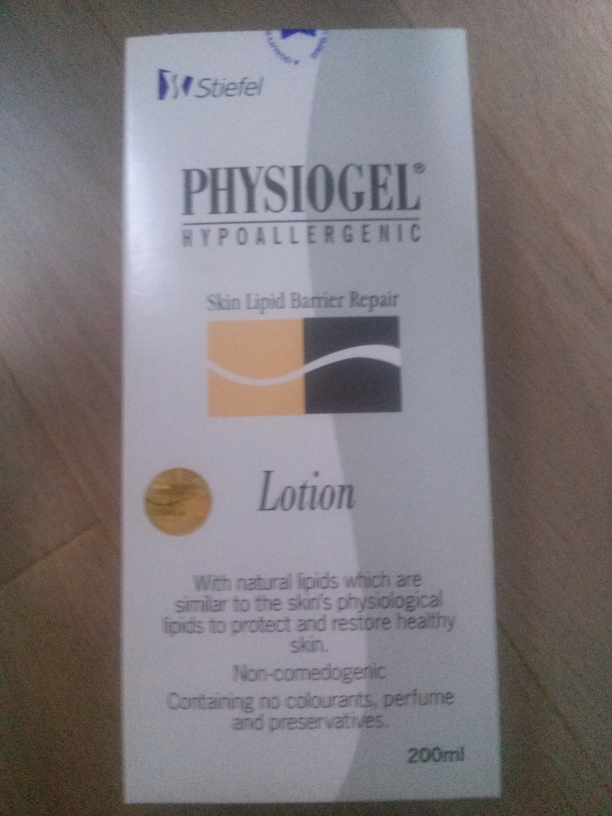 Stiefel
PHYSIOGEL®
HYPOALLERGENIC
Skin Lipid Barrier Repair
Lotion
With natural lipids which are
similar to the skin's physiological
lipids to protect and restore healthy
skin.
Non-comedogenic
Containing no colourants, perfume
and preservatives.
200ml